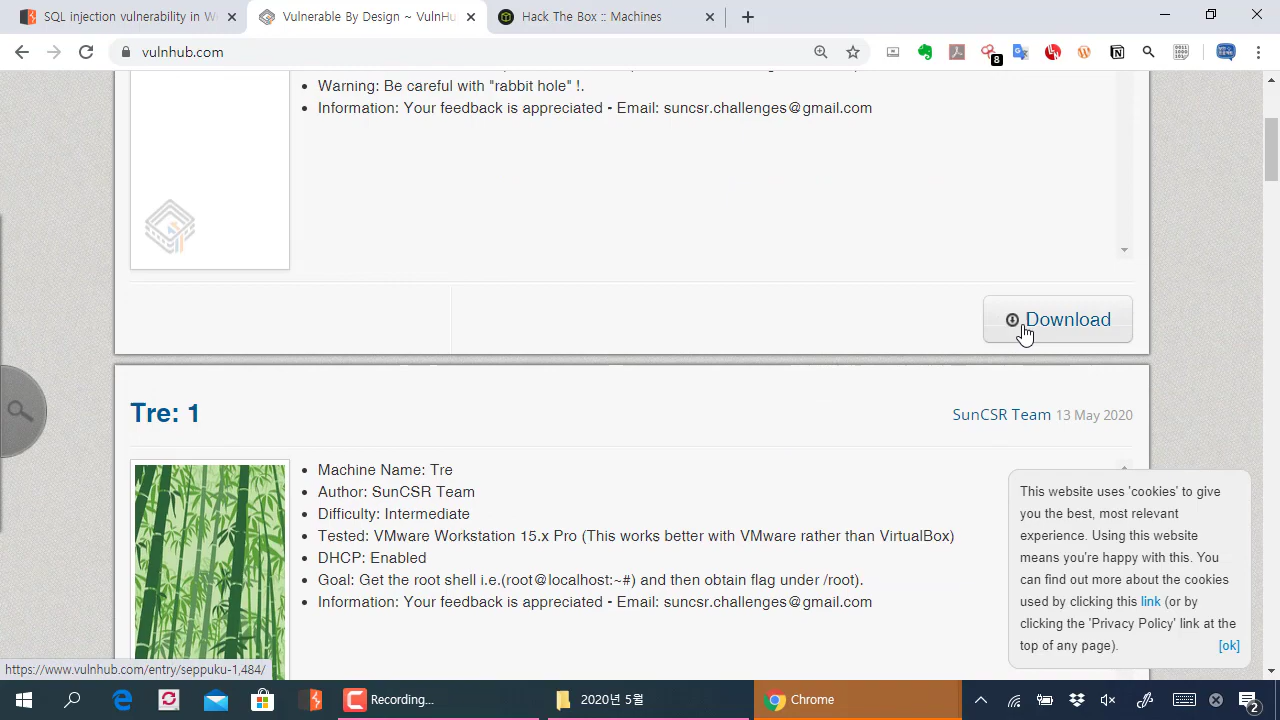 SQL injection vulnerability in W
Vulnerable By Design ~ VulnHu
Hack The Box :: Machines
vulnhub.com
8
Warning: Be careful with "rabbit hole" !.
Information: Your feedback is appreciated - Email: suncsr.challenges@gmail.com
Download
Tre: 1
SunCSR Team 13 May 2020
Machine Name: Tre
Author: SunCSR Team
Difficulty: Intermediate
Tested: VMware Workstation 15.x Pro (This works better with VMware rather than VirtualBox)
DHCP: Enabled
Goal: Get the root shell i.e.(root@localhost:~#) and then obtain flag under /root).
Information: Your feedback is appreciated - Email: suncsr.challenges@gmail.com
This website uses 'cookies' to give
you the best, most relevant
experience. Using this website
means you're happy with this. You
can find out more about the cookies
used by clicking this link (or by
clicking the 'Privacy Policy' link at the
top of any page). [ok]
https://www.vulnhub.com/entry/seppuku-1,484/
Recording...
2020년 5월
Chrome
2